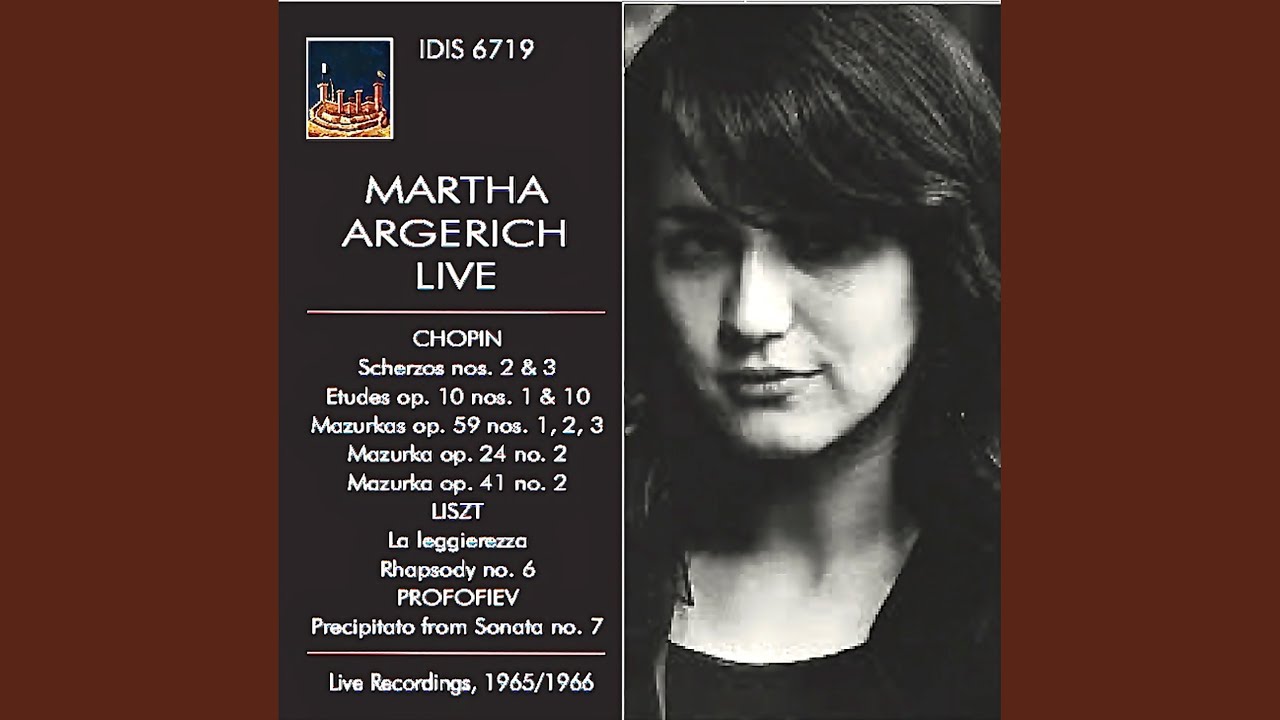 IDIS 6719
MARTHA
ARGERICH
LIVE
CHOPIN
Scherzos nos. 2 & 3
Etudes op. 10 nos. 1 & 10
Mazurkas op. 59 nos. 1, 2, 3
Mazurka op. 24 no. 2
Mazurka op. 41 no. 2
LISZT
La leggierezza
Rhapsody no. 6
PROFOFIEV
Precipitato from Sonata no. 7
Live Recordings, 1965/1966